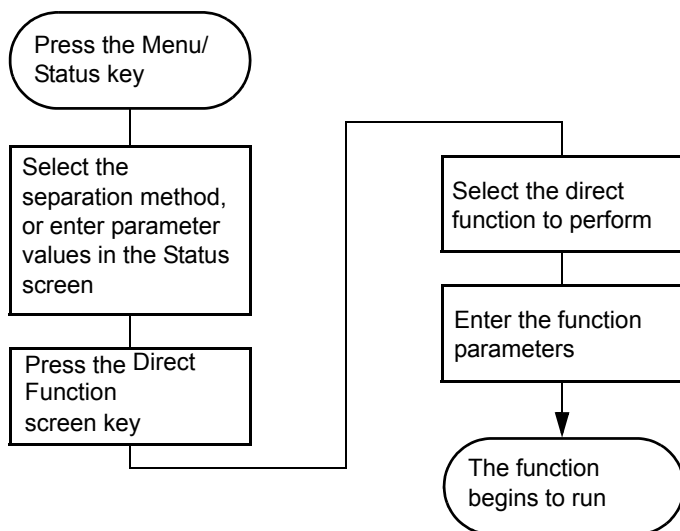 Press the Menu/
Status key
Select the
separation method,
or enter parameter
values in the Status
screen
Press the Direct
Function
screen key
Select the direct
function to perform
Enter the function
parameters
The function
begins to run